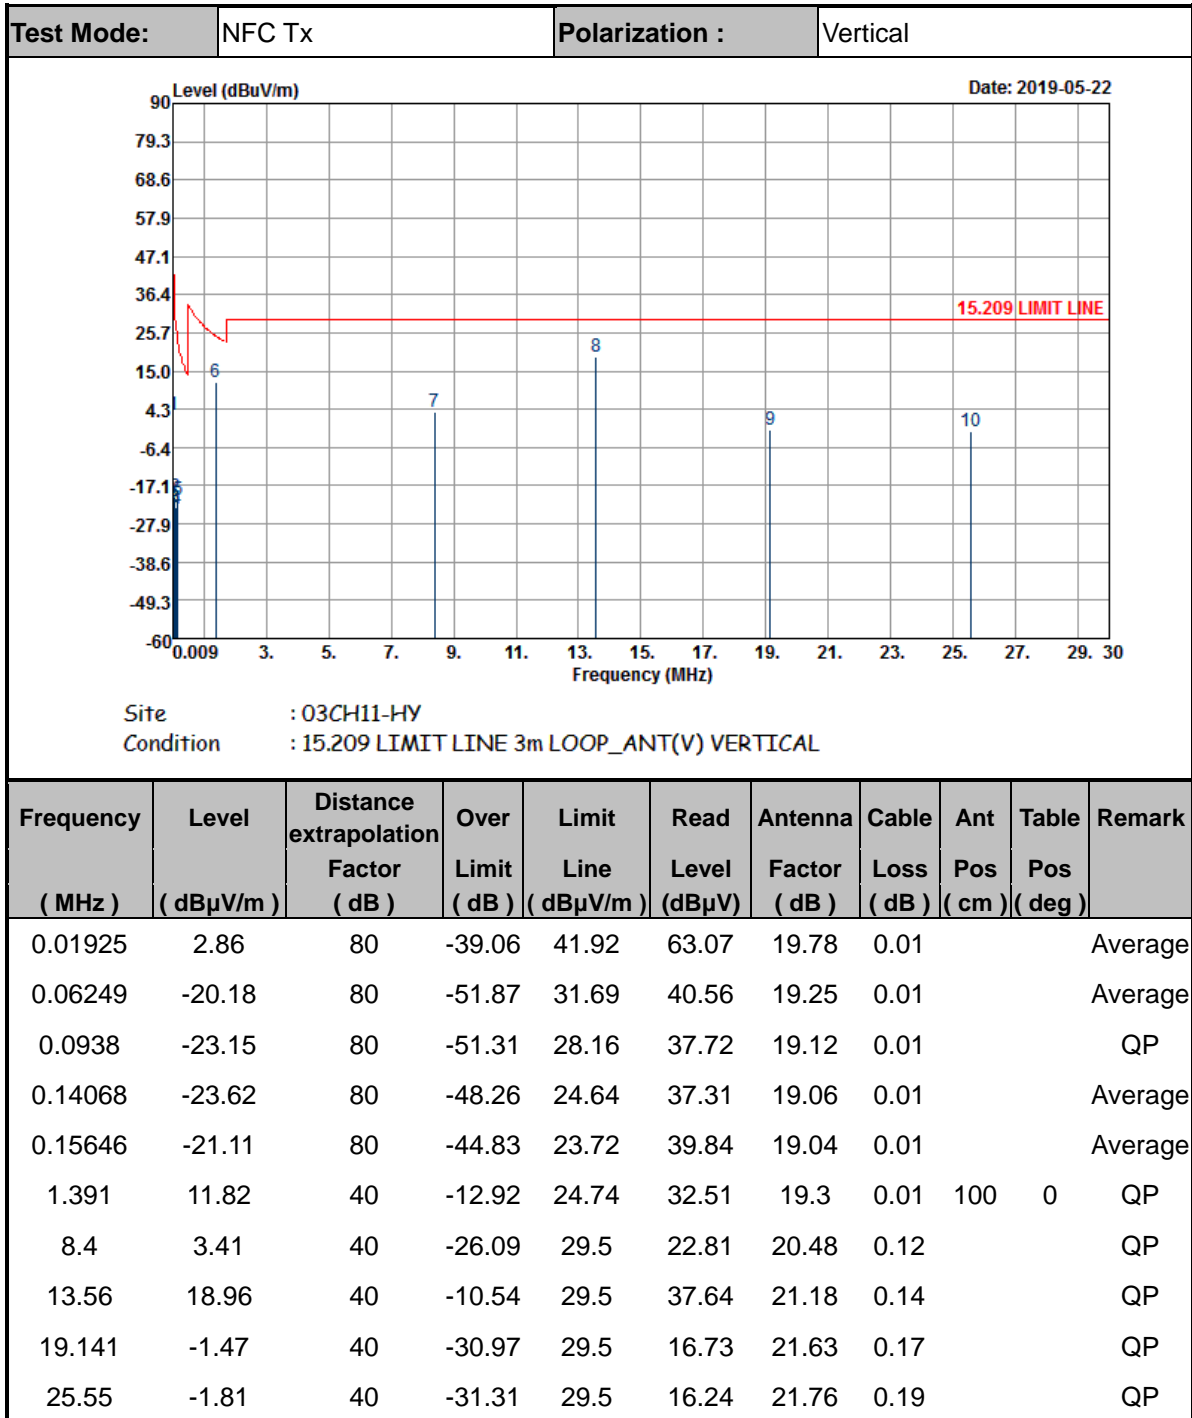 Test Mode: NFC Tx Polarization : Vertical
Level (dBuV/m) Date: 2019-05-22
90
79.3
68.6
57.9
47.1
36.4
15.209 LIMIT LINE
25.7
8
15.0
6
7
4.3
9
10
-6.4
-17.1
-27.9
-38.6
-49.3
-60
0.009 3. 5. 7. 9. 11. 13. 15. 17. 19. 21. 23. 25. 27. 29. 30
Frequency (MHz)
Site : 03CH11-HY
Condition : 15.209 LIMIT LINE 3m LOOP_ANT(V) VERTICAL
Frequency Level Distance extrapolation Over Limit Read Antenna Cable Ant Table Remark
Factor Limit Line Level Factor Loss Pos Pos
( MHz ) ( dBµV/m ) ( dB ) ( dB ) ( dBµV/m ) (dBµV) ( dB ) ( dB ) ( cm ) ( deg )
0.01925 2.86 80 -39.06 41.92 63.07 19.78 0.01 Average
0.06249 -20.18 80 -51.87 31.69 40.56 19.25 0.01 Average
0.0938 -23.15 80 -51.31 28.16 37.72 19.12 0.01 QP
0.14068 -23.62 80 -48.26 24.64 37.31 19.06 0.01 Average
0.15646 -21.11 80 -44.83 23.72 39.84 19.04 0.01 Average
1.391 11.82 40 -12.92 24.74 32.51 19.3 0.01 100 0 QP
8.4 3.41 40 -26.09 29.5 22.81 20.48 0.12 QP
13.56 18.96 40 -10.54 29.5 37.64 21.18 0.14 QP
19.141 -1.47 40 -30.97 29.5 16.73 21.63 0.17 QP
25.55 -1.81 40 -31.31 29.5 16.24 21.76 0.19 QP